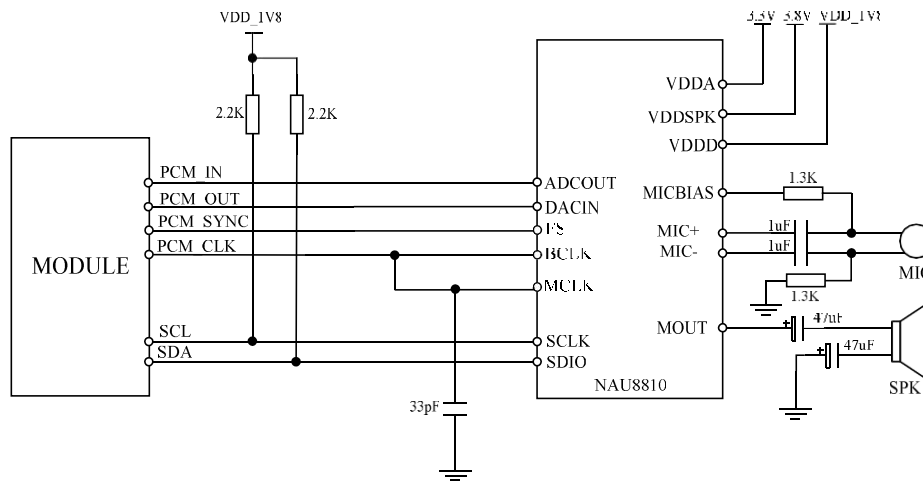 VDD_1V8
3.3V 3.8V VDD_1V8
2.2K
2.2K
VDDA
VDDSPK
VDDD
PCM_IN
ADCOUT
MICBIAS
1.3K
PCM_OUT
DACIN
PCM_SYNC
FS
MIC+
1uF
PCM_CLK
BCLK
MIC-
1uF
MODULE
MIC
MCLK
1.3K
SCL
SCLK
MOUT
47uF
SDA
SDIO
47uF
NAU8810
SPK
33pF